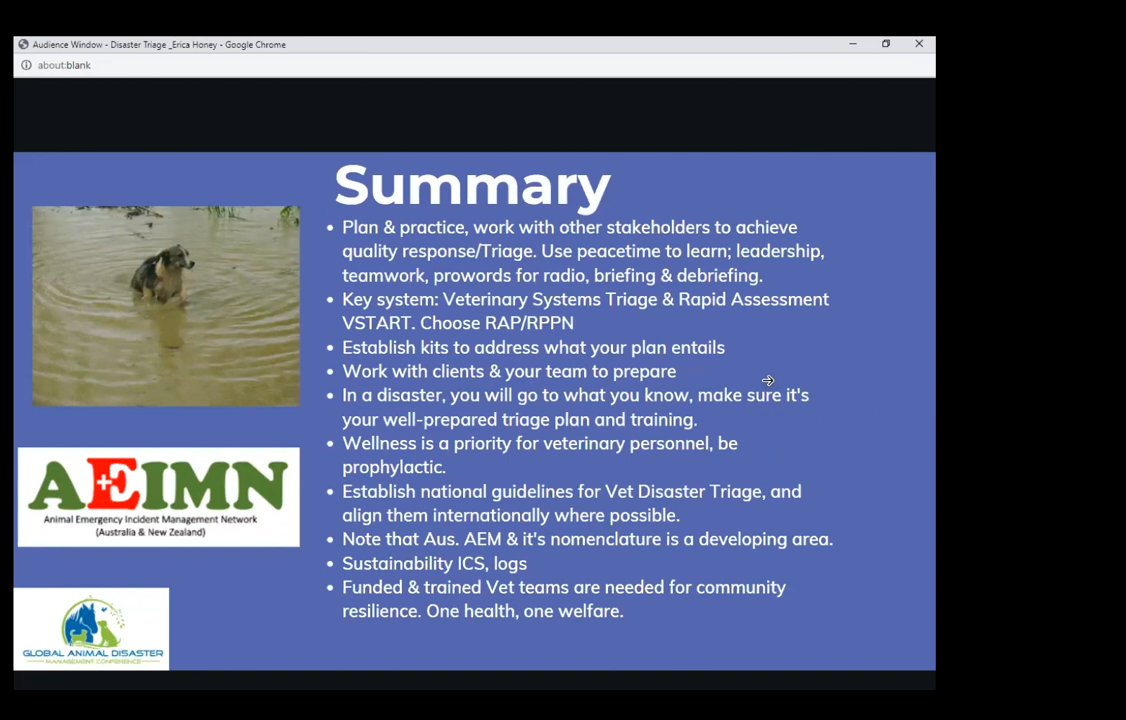 Audience Window - Disaster Triage _Erica Honey - Google Chrome
about:blank
Summary
• Plan & practice, work with other stakeholders to achieve
quality response/Triage. Use peacetime to learn; leadership,
teamwork, prowords for radio, briefing & debriefing.
• Key system: Veterinary Systems Triage & Rapid Assessment
VSTART. Choose RAP/RPPN
• Establish kits to address what your plan entails
• Work with clients & your team to prepare
• In a disaster, you will go to what you know, make sure it's
your well-prepared triage plan and training.
• Wellness is a priority for veterinary personnel, be
prophylactic.
• Establish national guidelines for Vet Disaster Triage, and
align them internationally where possible.
• Note that Aus. AEM & it's nomenclature is a developing area.
• Sustainability ICS, logs
• Funded & trained Vet teams are needed for community
resilience. One health, one welfare.
AEIMN
Animal Emergency Incident Management Network
(Australia & New Zealand)
GLOBAL ANIMAL DISASTER
MANAGEMENT CONFERENCE